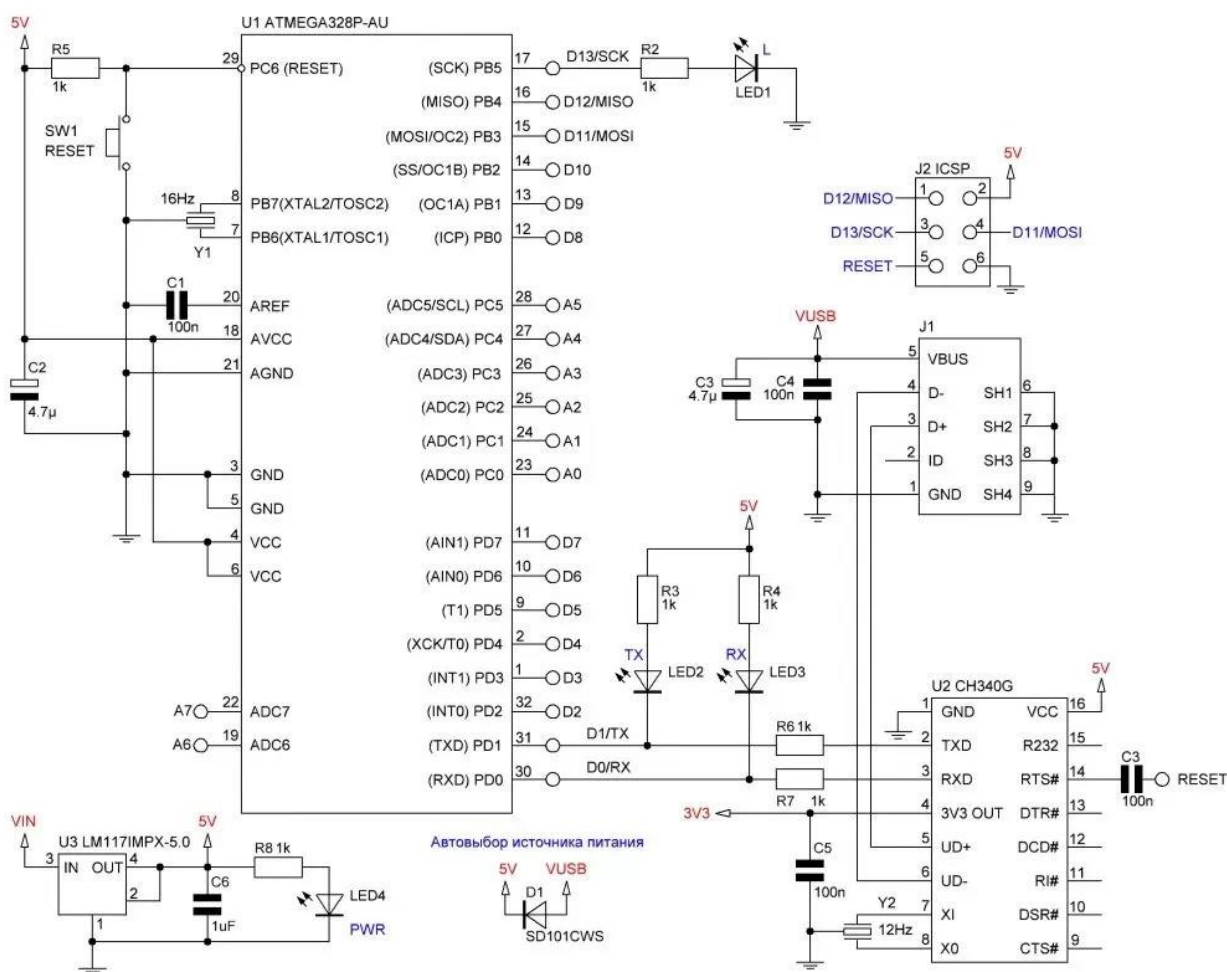 U1 ATMEGA328P-AU
5V
R5
1k
29
PC6 (RESET)
SW1
RESET
16Hz
Y1
8
PB7(XTAL2/TOSC2)
7
PB6(XTAL1/TOSC1)
C1
100n
20
AREF
18
AVCC
21
AGND
C2
4.7µ
3
GND
5
GND
4
VCC
6
VCC
A7
22
ADC7
A6
19
ADC6
(SCK) PB5
17
D13/SCK
R2
1k
L
LED1
(MISO) PB4
16
D12/MISO
(MOSI/OC2) PB3
15
D11/MOSI
(SS/OC1B) PB2
14
D10
(OC1A) PB1
13
D9
(ICP) PB0
12
D8
(ADC5/SCL) PC5
28
A5
(ADC4/SDA) PC4
27
A4
(ADC3) PC3
26
A3
(ADC2) PC2
25
A2
(ADC1) PC1
24
A1
(ADC0) PC0
23
A0
(AIN1) PD7
11
D7
(AIN0) PD6
10
D6
(T1) PD5
9
D5
(XCK/T0) PD4
2
D4
(INT1) PD3
1
D3
(INT0) PD2
32
D2
(TXD) PD1
31
D1/TX
(RXD) PD0
30
D0/RX
J2 ICSP
5V
D12/MISO
1
2
D13/SCK
3
4
D11/MOSI
RESET
5
6
VUSB
C3
4.7µ
C4
100n
J1
5
VBUS
4
D-
3
D+
2
ID
1
GND
SH1
6
SH2
7
SH3
8
SH4
9
5V
R3
1k
R4
1k
TX
LED2
RX
LED3
R6 1k
R7 1k
U2 CH340G
5V
1
GND
VCC
16
2
TXD
R232
15
3
RXD
RTS#
14
C3
100n
RESET
3V3
4
3V3 OUT
DTR#
13
5
UD+
DCD#
12
6
UD-
RI#
11
7
XI
DSR#
10
8
X0
CTS#
9
C5
100n
Y2
12Hz
VIN
U3 LM117IMPX-5.0
3
IN
OUT
4
2
1
5V
R8 1k
C6
1uF
LED4
PWR
Автовыбор источника питания
5V
VUSB
D1
SD101CWS